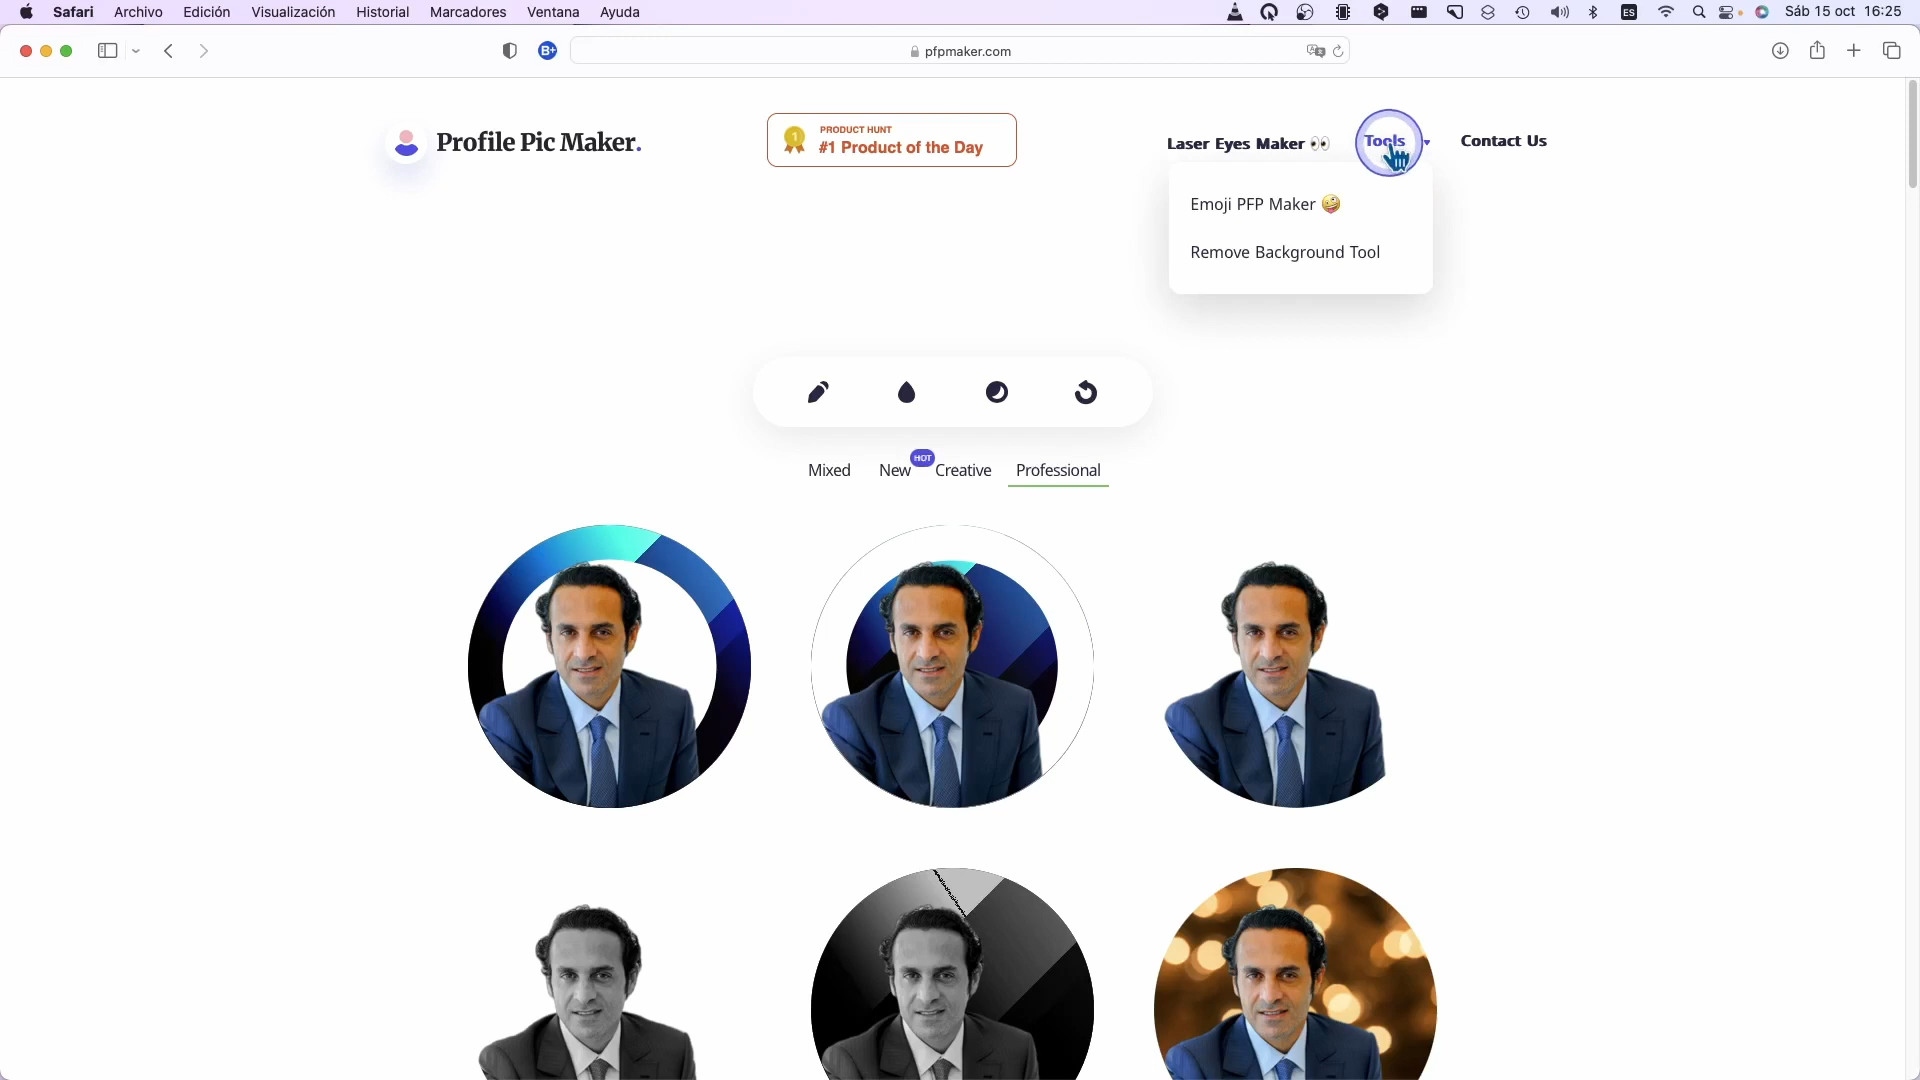 Safari Archivo Edición Visualización Historial Marcadores Ventana Ayuda
ES Sáb 15 oct 16:25
B+ pfpmaker.com
Profile Pic Maker.
1 PRODUCT HUNT
#1 Product of the Day
Laser Eyes Maker 👀 Tools Contact Us
Emoji PFP Maker 🤪
Remove Background Tool
HOT
Mixed New Creative Professional